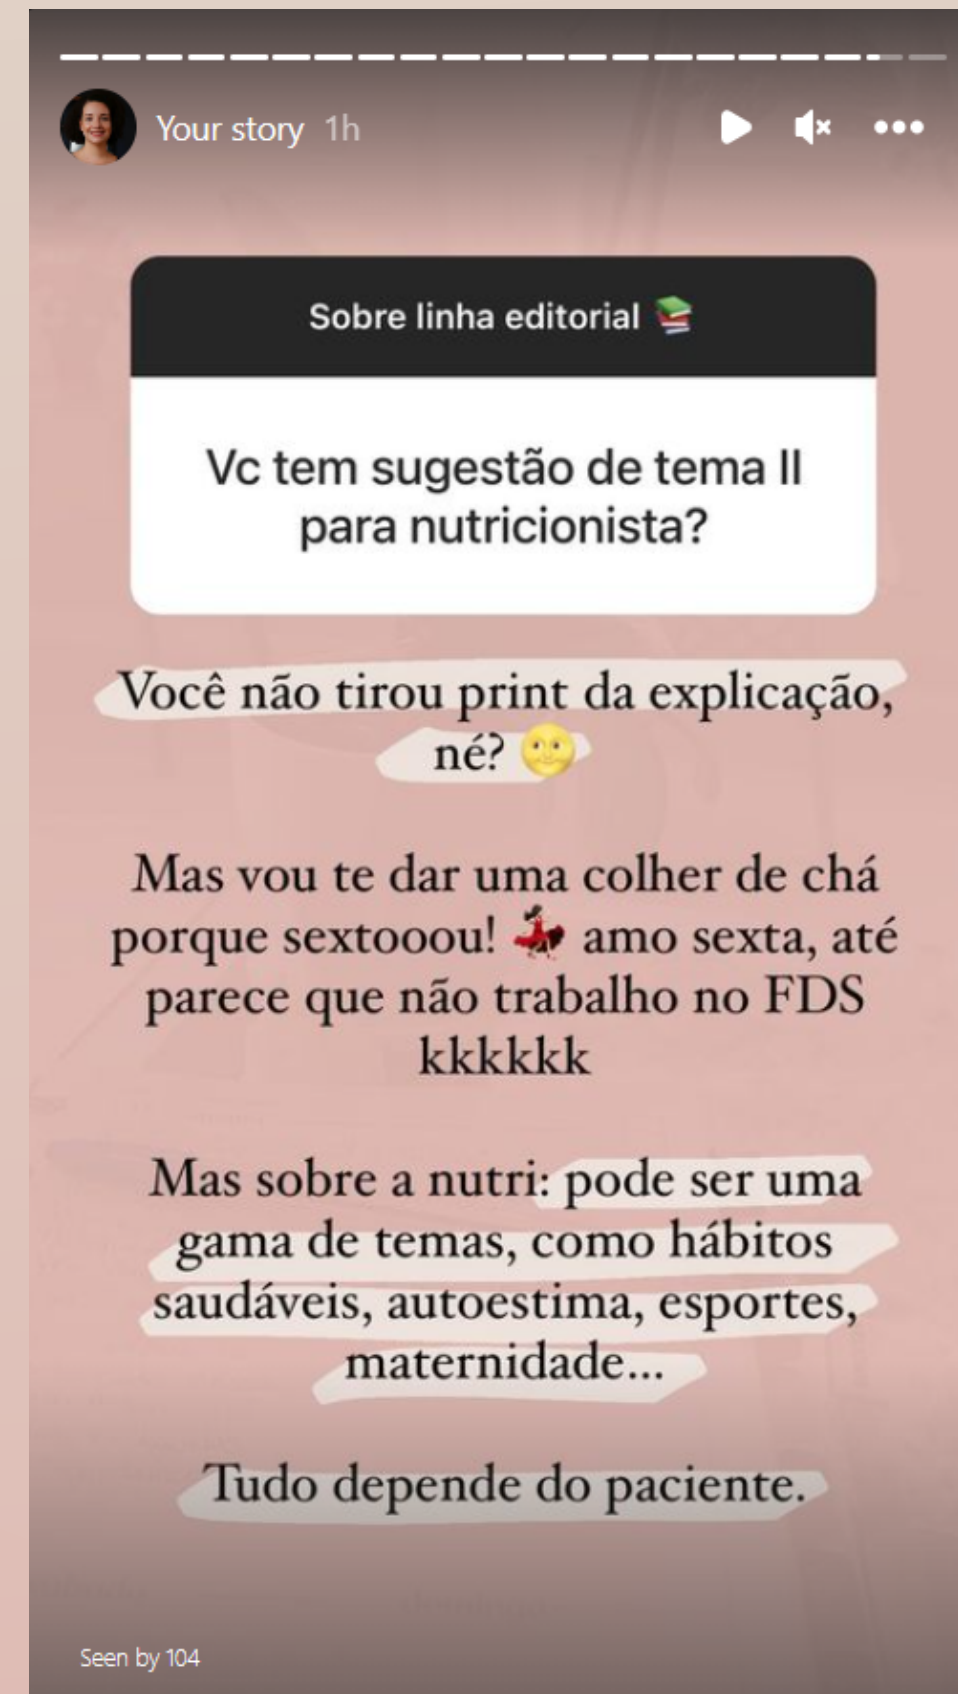 Your story 1h
Sobre linha editorial 📚
Vc tem sugestão de tema II
para nutricionista?
Você não tirou print da explicação,
né? 🌝
Mas vou te dar uma colher de chá
porque sextooou! 💃 amo sexta, até
parece que não trabalho no FDS
kkkkkk
Mas sobre a nutri: pode ser uma
gama de temas, como hábitos
saudáveis, autoestima, esportes,
maternidade...
Tudo depende do paciente.
Seen by 104